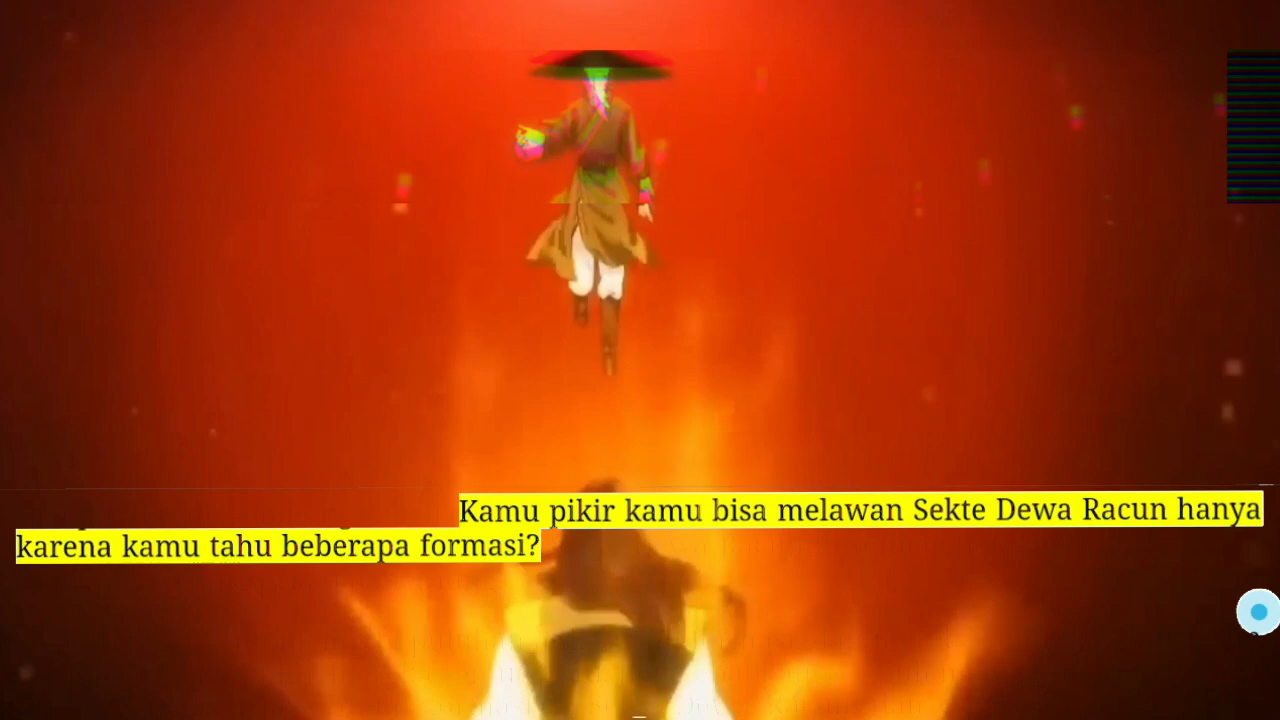 Kamu pikir kamu bisa melawan Sekte Dewa Racun hanya
karena kamu tahu beberapa formasi?